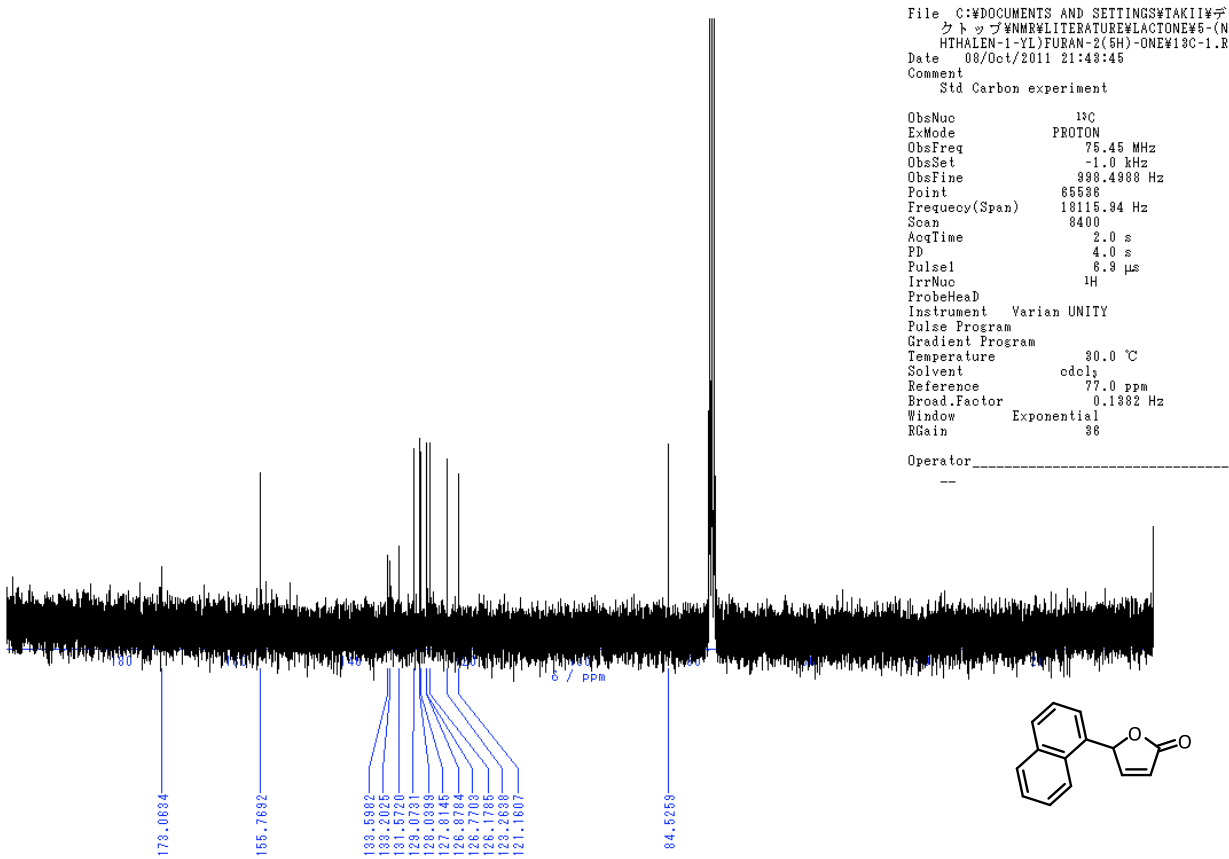 File C:¥DOCUMENTS AND SETTINGS¥TAKII¥デ
クトップ¥NMR¥LITERATURE¥LACTONE¥5-(N
HTHALEN-1-YL)FURAN-2(5H)-ONE¥13C-1.R
Date 08/Oct/2011 21:43:45
Comment
Std Carbon experiment
ObsNuc 13C
ExMode PROTON
ObsFreq 75.45 MHz
ObsSet -1.0 kHz
ObsFine 998.4988 Hz
Point 65536
Frequecy(Span) 18115.94 Hz
Scan 8400
AcqTime 2.0 s
PD 4.0 s
Pulse1 6.9 μs
IrrNuc 1H
ProbeHeaD
Instrument Varian UNITY
Pulse Program
Gradient Program
Temperature 30.0 ℃
Solvent cdcl3
Reference 77.0 ppm
Broad.Factor 0.1382 Hz
Window Exponential
RGain 36
Operator
180
δ / ppm
173.0634
155.7692
133.5982
133.2025
131.5720
129.0731
128.0399
127.8145
126.8784
126.7703
126.1785
123.2638
121.1607
84.5259
O
O